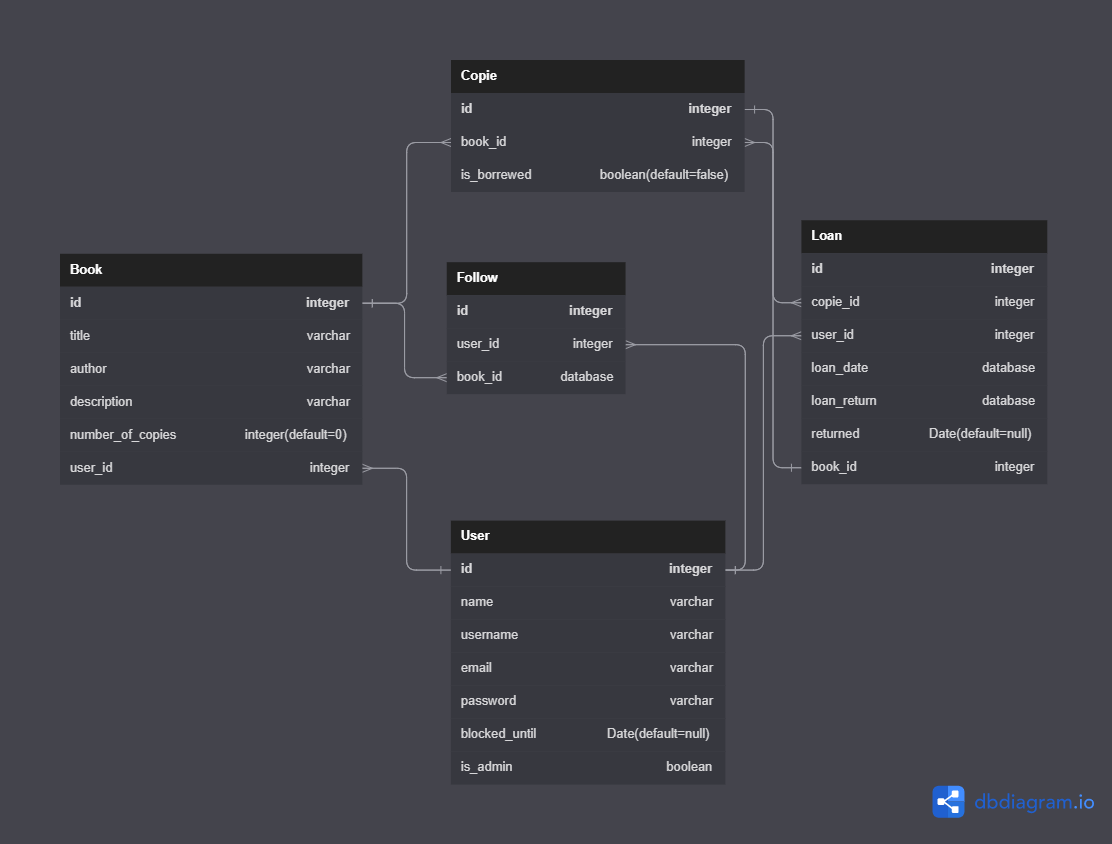 Copie
id integer
book_id integer
is_borrewed boolean(default=false)
Book
id integer
title varchar
author varchar
description varchar
number_of_copies integer(default=0)
user_id integer
Follow
id integer
user_id integer
book_id database
Loan
id integer
copie_id integer
user_id integer
loan_date database
loan_return database
returned Date(default=null)
book_id integer
User
id integer
name varchar
username varchar
email varchar
password varchar
blocked_until Date(default=null)
is_admin boolean
dbdiagram.io